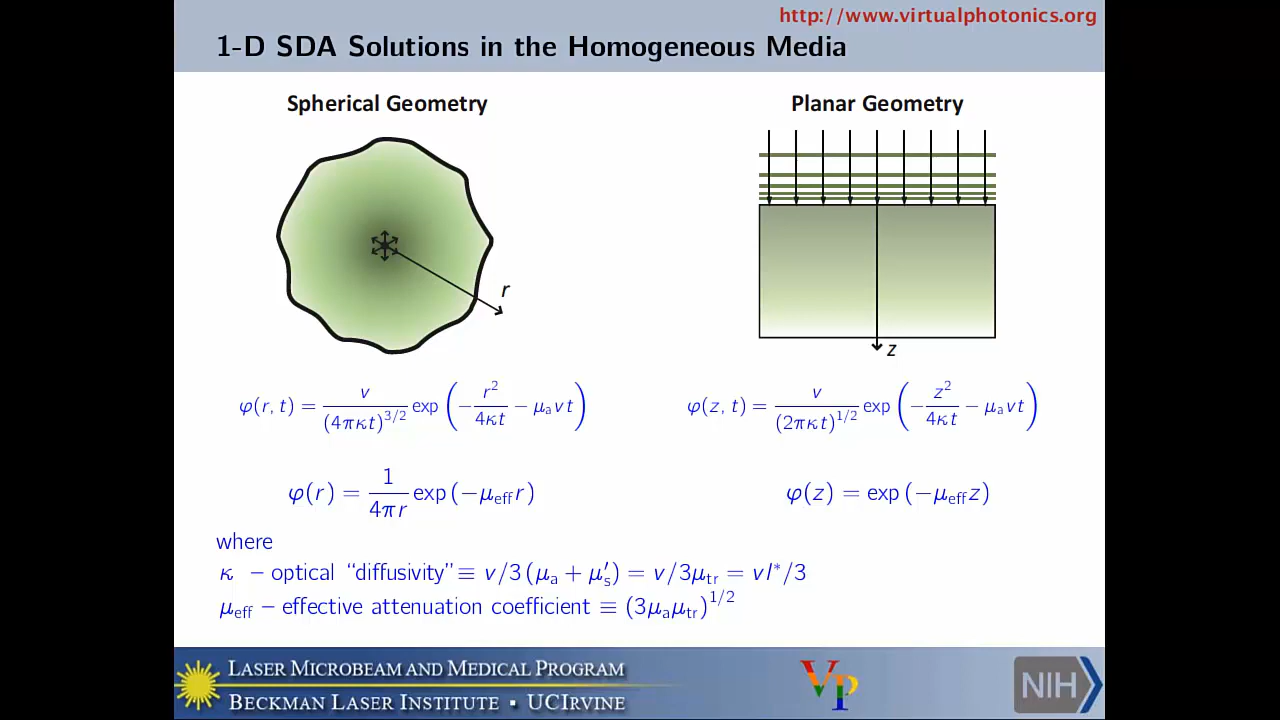 http://www.virtualphotonics.org
1-D SDA Solutions in the Homogeneous Media
Spherical Geometry
Planar Geometry
r
z
φ(r, t) = v/(4πκt)^{3/2} exp(−r²/4κt − μ_a vt)
φ(z, t) = v/(2πκt)^{1/2} exp(−z²/4κt − μ_a vt)
φ(r) = 1/4πr exp(−μ_eff r)
φ(z) = exp(−μ_eff z)
where
κ – optical “diffusivity”≡ v/3(μ_a + μ′_s) = v/3μ_tr = vl*/3
μ_eff – effective attenuation coefficient ≡ (3μ_a μ_tr)^{1/2}
LASER MICROBEAM AND MEDICAL PROGRAM
BECKMAN LASER INSTITUTE ▪ UCIRVINE
VP
NIH